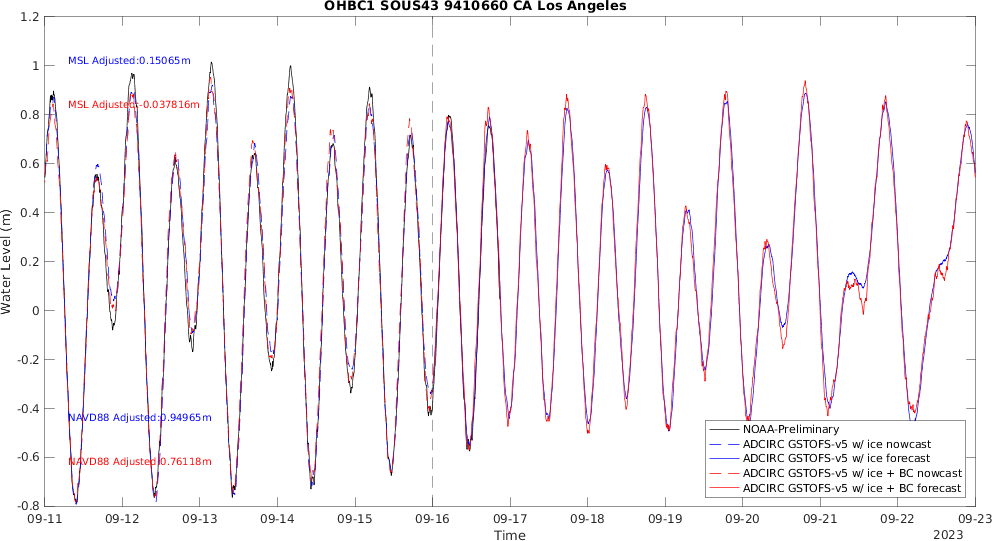 OHBC1 SOUS43 9410660 CA Los Angeles
1.2
1
0.8
0.6
0.4
0.2
0
-0.2
-0.4
-0.6
-0.8
Water Level (m)
MSL Adjusted:0.15065m
MSL Adjusted:-0.037816m
NAVD88 Adjusted:0.94965m
NAVD88 Adjusted:0.76118m
NOAA-Preliminary
ADCIRC GSTOFS-v5 w/ ice nowcast
ADCIRC GSTOFS-v5 w/ ice forecast
ADCIRC GSTOFS-v5 w/ ice + BC nowcast
ADCIRC GSTOFS-v5 w/ ice + BC forecast
09-11 09-12 09-13 09-14 09-15 09-16 09-17 09-18 09-19 09-20 09-21 09-22 09-23
Time
2023